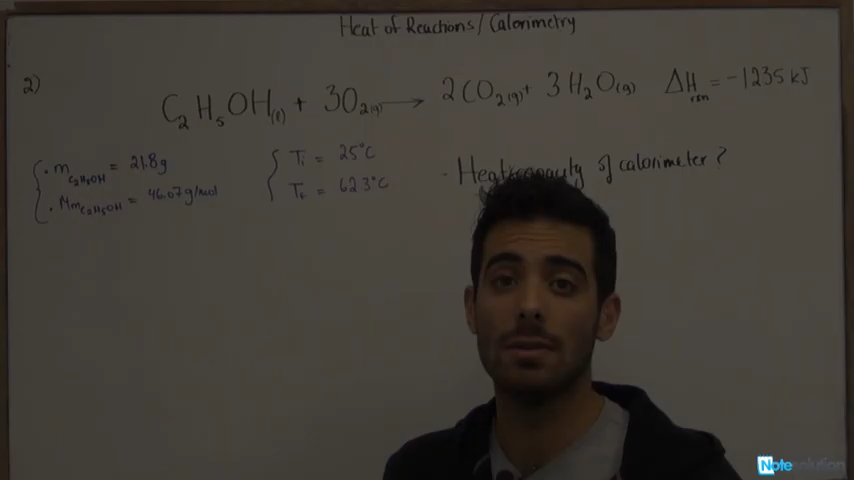 Heat of Reactions / Calorimetry
2)
C₂H₅OH(l) + 3O₂(g) → 2CO₂(g) + 3H₂O(g) ΔHrxn = -1235 kJ
· mC₂H₅OH = 21.8g
· MmC₂H₅OH = 46.07 g/mol
Ti = 25°C
Tf = 62.3°C
· Heat capacity of calorimeter?
Notesolution